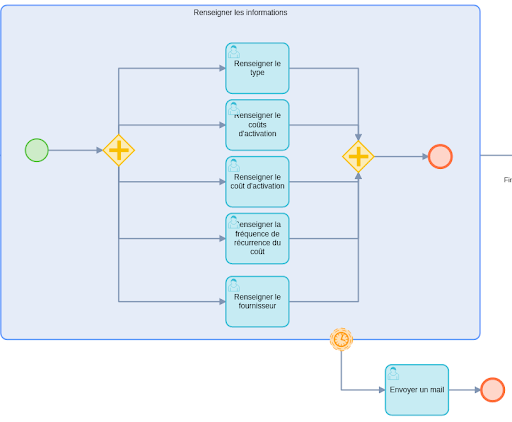 Renseigner les informations
Renseigner le
type
Renseigner le
coûts
d'activation
Renseigner le
coût d'activation
Renseigner la
fréquence de
récurrence du
coût
Renseigner le
fournisseur
Envoyer un mail